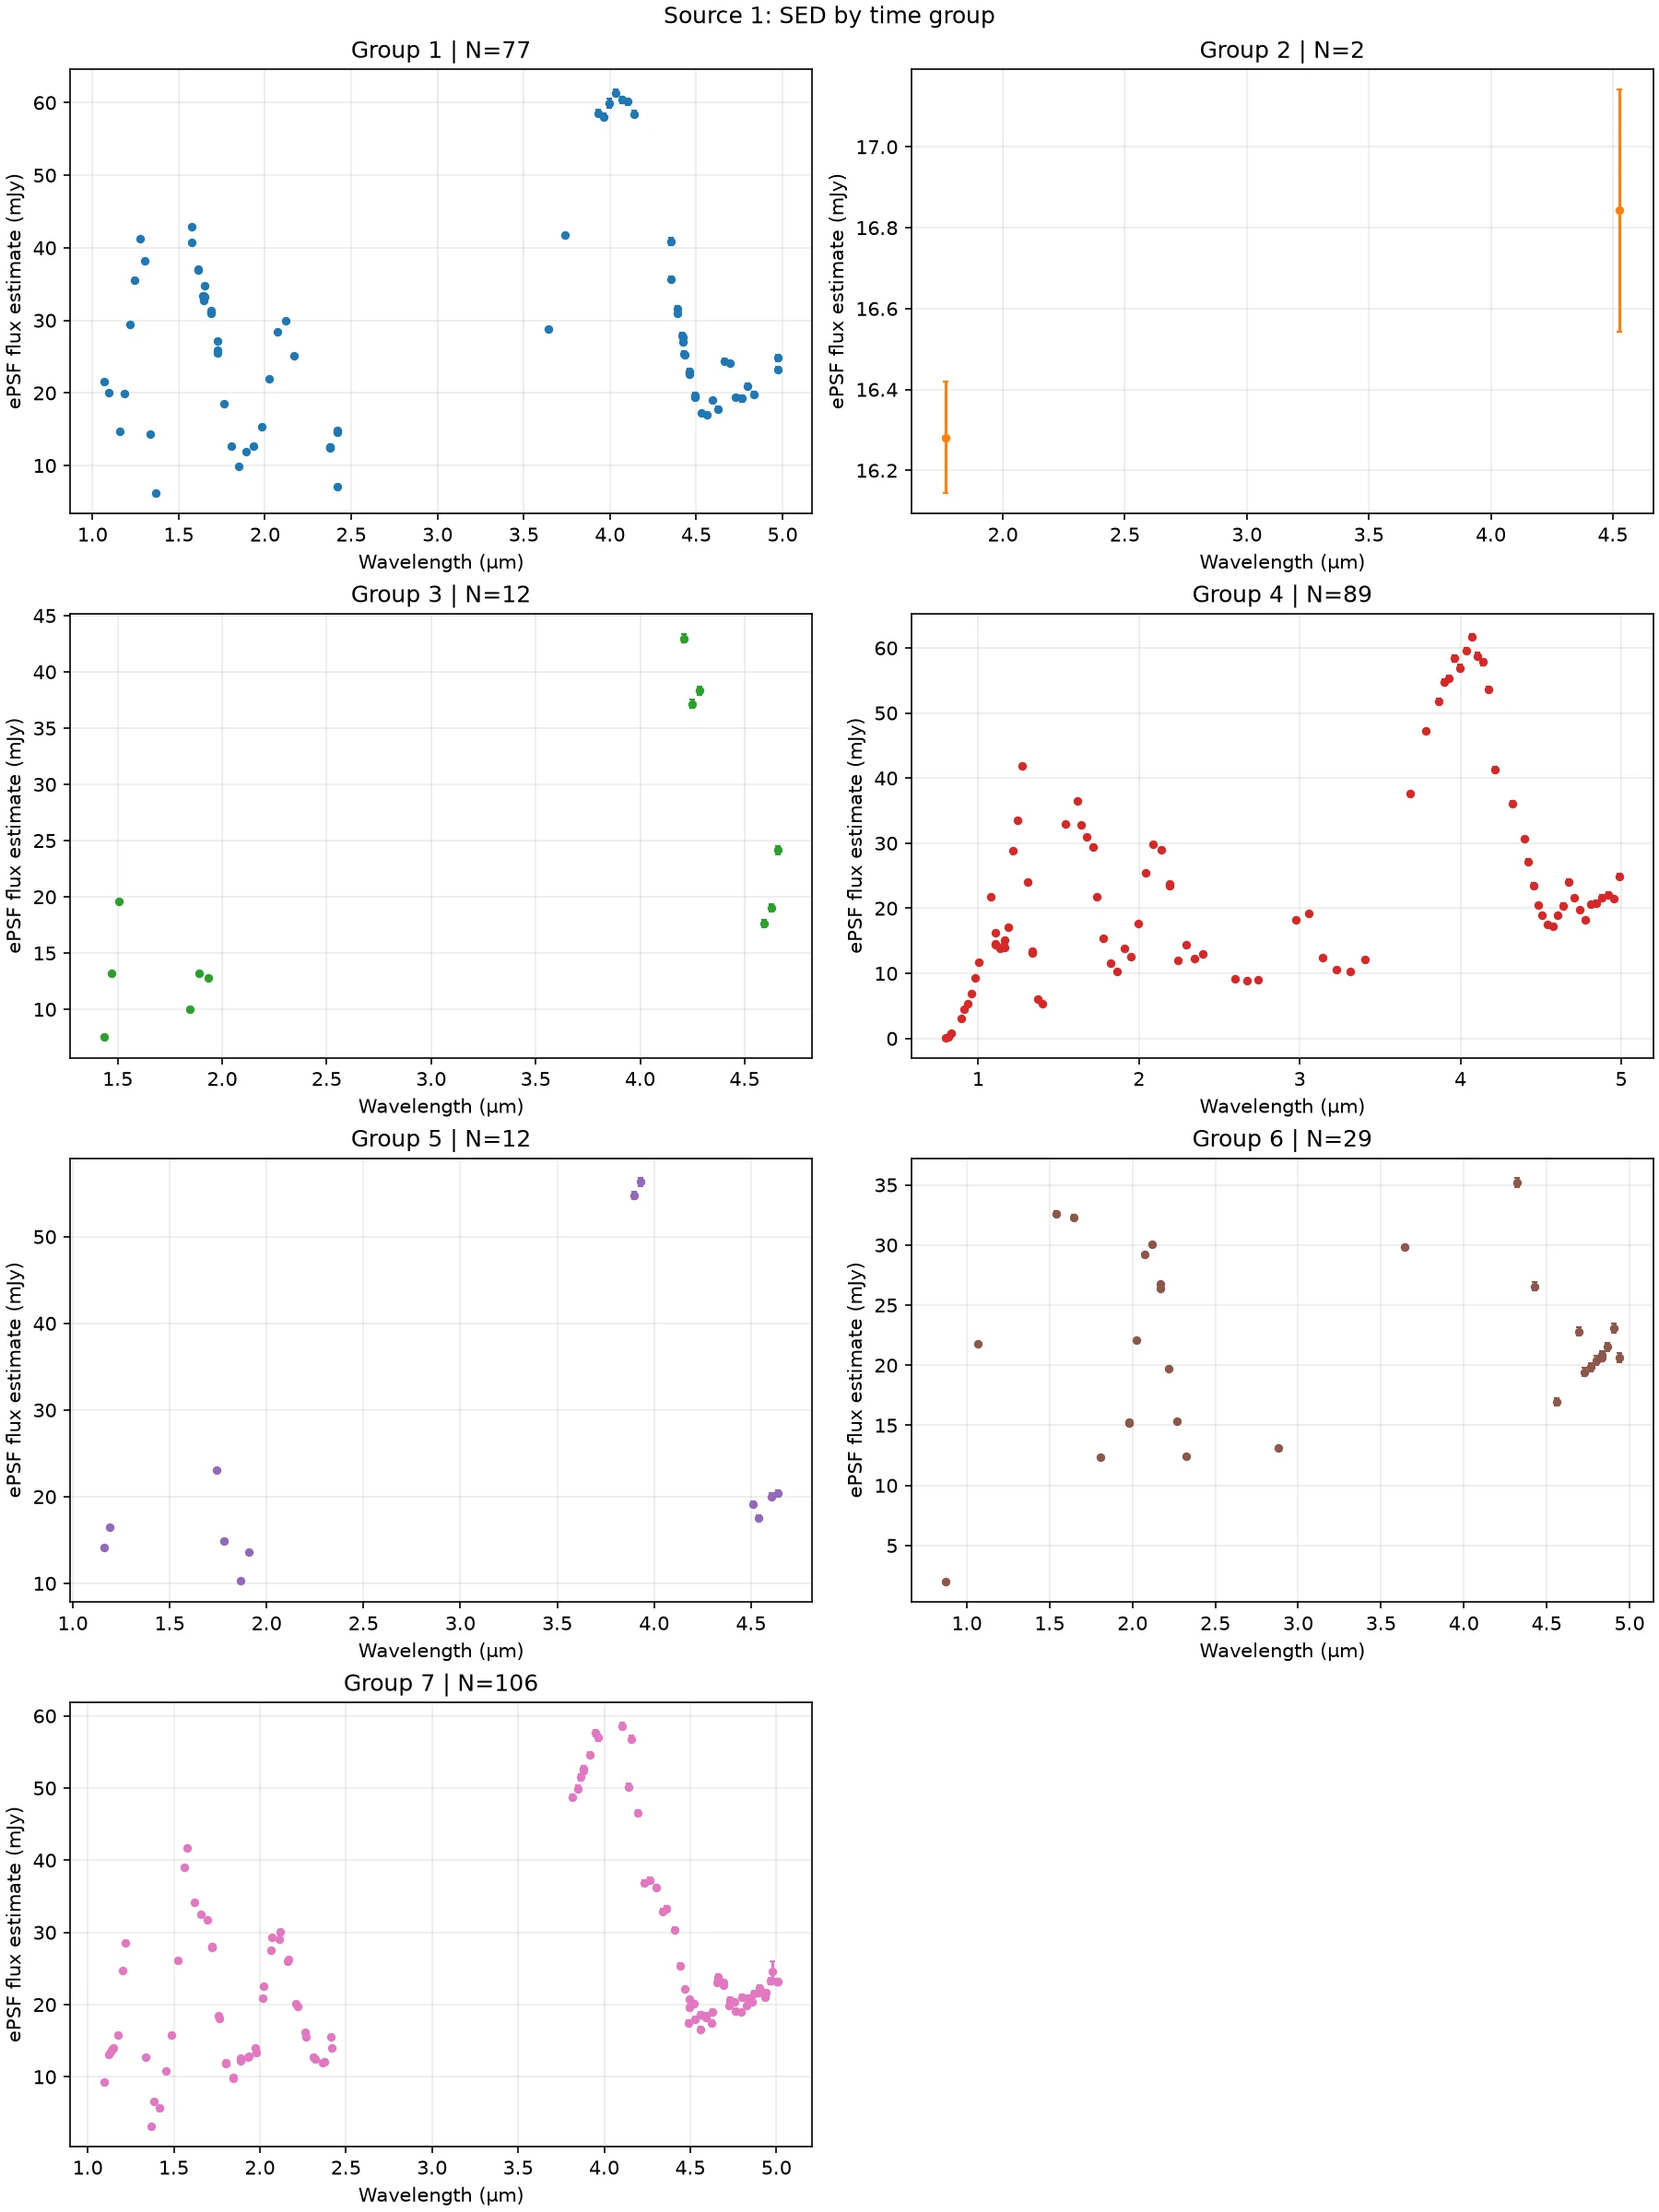 Source 1: SED by time group
Group 1 | N=77
ePSF flux estimate (mJy)
60
50
40
30
20
10
1.0 1.5 2.0 2.5 3.0 3.5 4.0 4.5 5.0
Wavelength (μm)
Group 2 | N=2
ePSF flux estimate (mJy)
17.0
16.8
16.6
16.4
16.2
2.0 2.5 3.0 3.5 4.0 4.5
Wavelength (μm)
Group 3 | N=12
ePSF flux estimate (mJy)
45
40
35
30
25
20
15
10
1.5 2.0 2.5 3.0 3.5 4.0 4.5
Wavelength (μm)
Group 4 | N=89
ePSF flux estimate (mJy)
60
50
40
30
20
10
0
1 2 3 4 5
Wavelength (μm)
Group 5 | N=12
ePSF flux estimate (mJy)
50
40
30
20
10
1.0 1.5 2.0 2.5 3.0 3.5 4.0 4.5
Wavelength (μm)
Group 6 | N=29
ePSF flux estimate (mJy)
35
30
25
20
15
10
5
1.0 1.5 2.0 2.5 3.0 3.5 4.0 4.5 5.0
Wavelength (μm)
Group 7 | N=106
ePSF flux estimate (mJy)
60
50
40
30
20
10
1.0 1.5 2.0 2.5 3.0 3.5 4.0 4.5 5.0
Wavelength (μm)